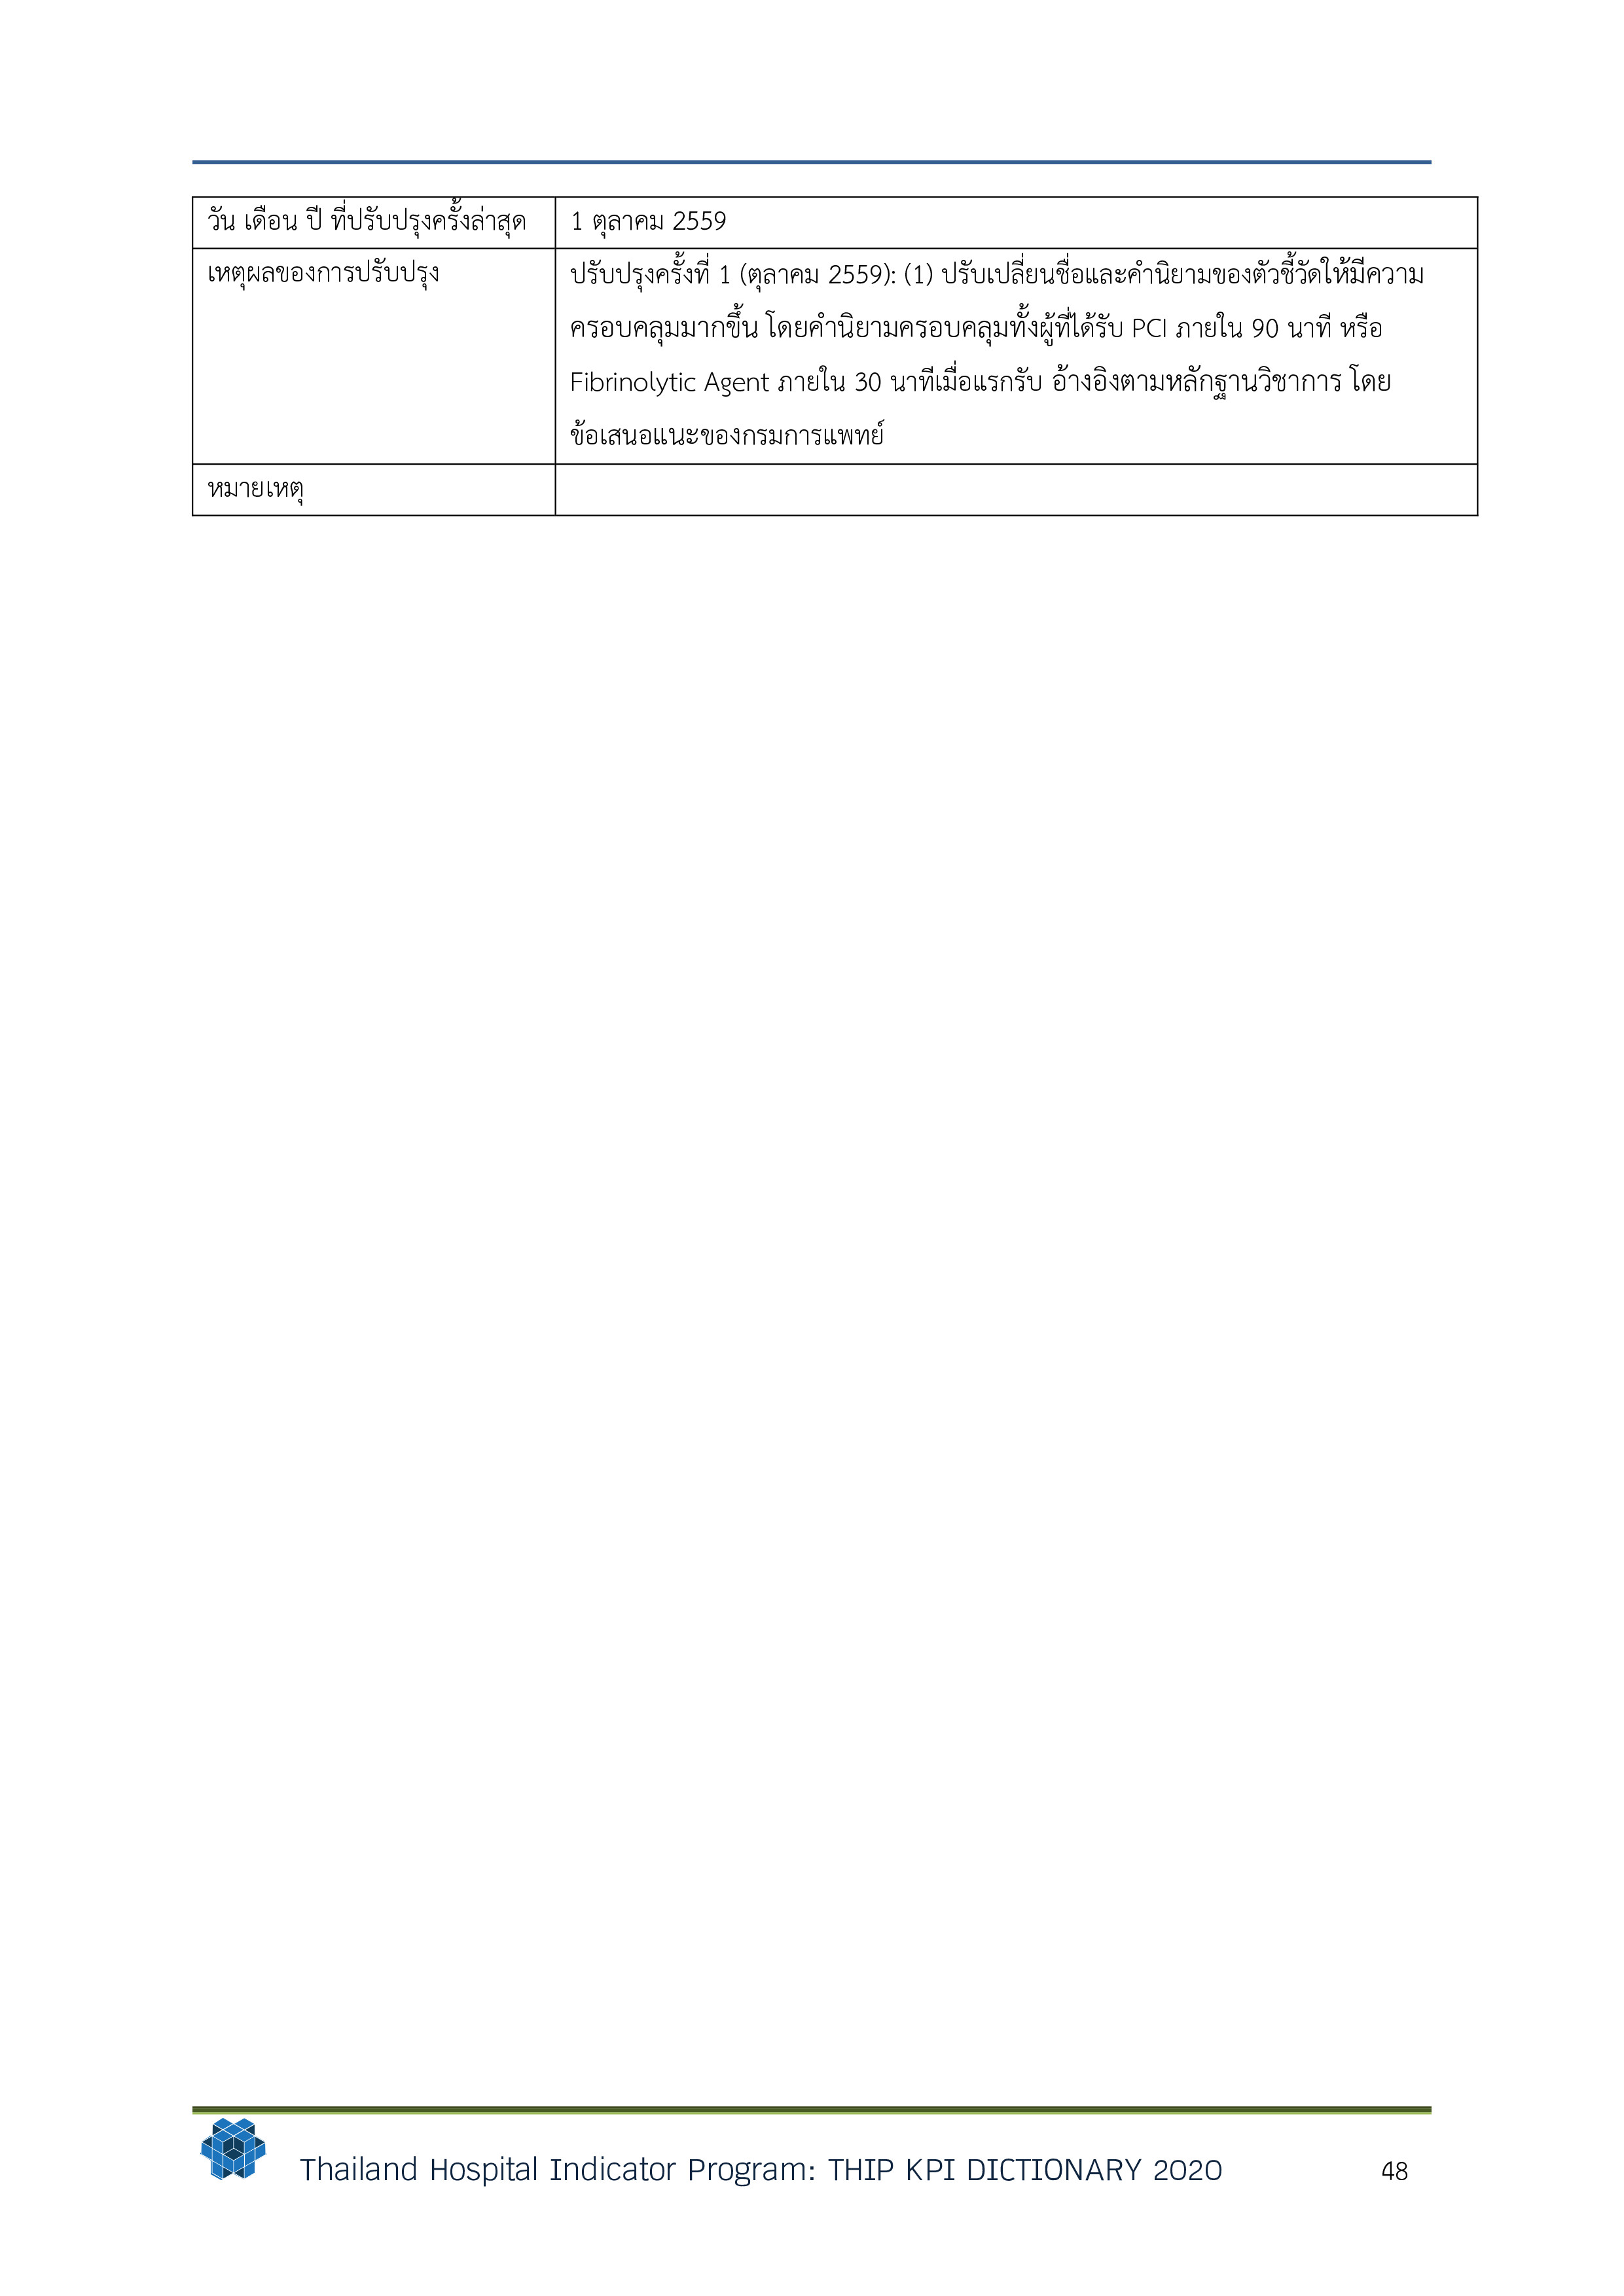 วัน เดือน ปี ที่ปรับปรุงครั้งล่าสุด
1 ตุลาคม 2559
เหตุผลของการปรับปรุง
ปรับปรุงครั้งที่ 1 (ตุลาคม 2559): (1) ปรับเปลี่ยนชื่อและคำนิยามของตัวชี้วัดให้มีความ
ครอบคลุมมากขึ้น โดยคำนิยามครอบคลุมทั้งผู้ที่ได้รับ PCI ภายใน 90 นาที หรือ
Fibrinolytic Agent ภายใน 30 นาทีเมื่อแรกรับ อ้างอิงตามหลักฐานวิชาการ โดย
ข้อเสนอแนะของกรมการแพทย์
หมายเหตุ
Thailand Hospital Indicator Program: THIP KPI DICTIONARY 2020
48